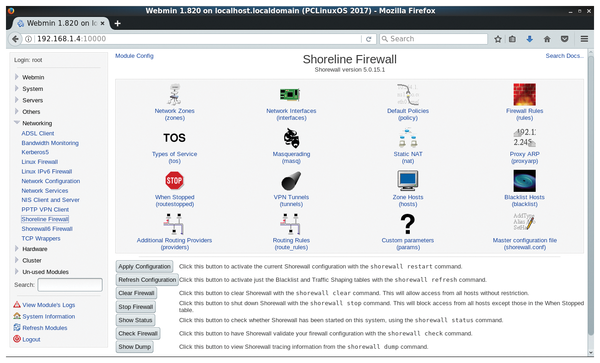 Webmin 1.820 on localhost.localdomain (PCLinuxOS 2017) - Mozilla Firefox
Webmin 1.820 on lo
192.168.1.4:10000
Search
Login: root
Webmin
System
Servers
Others
Networking
ADSL Client
Bandwidth Monitoring
Kerberos5
Linux Firewall
Linux IPv6 Firewall
Network Configuration
Network Services
NIS Client and Server
PPTP VPN Client
Shoreline Firewall
Shorewall6 Firewall
TCP Wrappers
Hardware
Cluster
Un-used Modules
Search:
View Module's Logs
System Information
Refresh Modules
Logout
Module Config
Shoreline Firewall
Search Docs..
Shorewall version 5.0.15.1
Network Zones
(zones)
Network Interfaces
(interfaces)
Default Policies
(policy)
Firewall Rules
(rules)
TOS
Types of Service
(tos)
Masquerading
(masq)
Static NAT
(nat)
192.1
2.245
Proxy ARP
(proxyarp)
STOP
When Stopped
(routestopped)
VPN Tunnels
(tunnels)
Zone Hosts
(hosts)
Blacklist Hosts
(blacklist)
Additional Routing Providers
(providers)
Routing Rules
(route_rules)
?
Custom parameters
(params)
Master configuration file
(shorewall.conf)
Apply Configuration Click this button to activate the current Shorewall configuration with the shorewall restart command.
Refresh Configuration Click this button to activate just the Blacklist and Traffic Shaping tables with the shorewall refresh command.
Clear Firewall Click this button to clear Shorewall with the shorewall clear command. This will allow access from all hosts without restriction.
Stop Firewall Click this button to shut down Shorewall with the shorewall stop command. This will block access from all hosts except those in the When Stopped
table.
Show Status Click this button to check whether Shorewall has been started on this system, using the shorewall status command.
Check Firewall Click this button to have Shorewall validate your firewall configuration with the shorewall check command.
Show Dump Click this button to view Shorewall tracing information from the shorewall dump command.